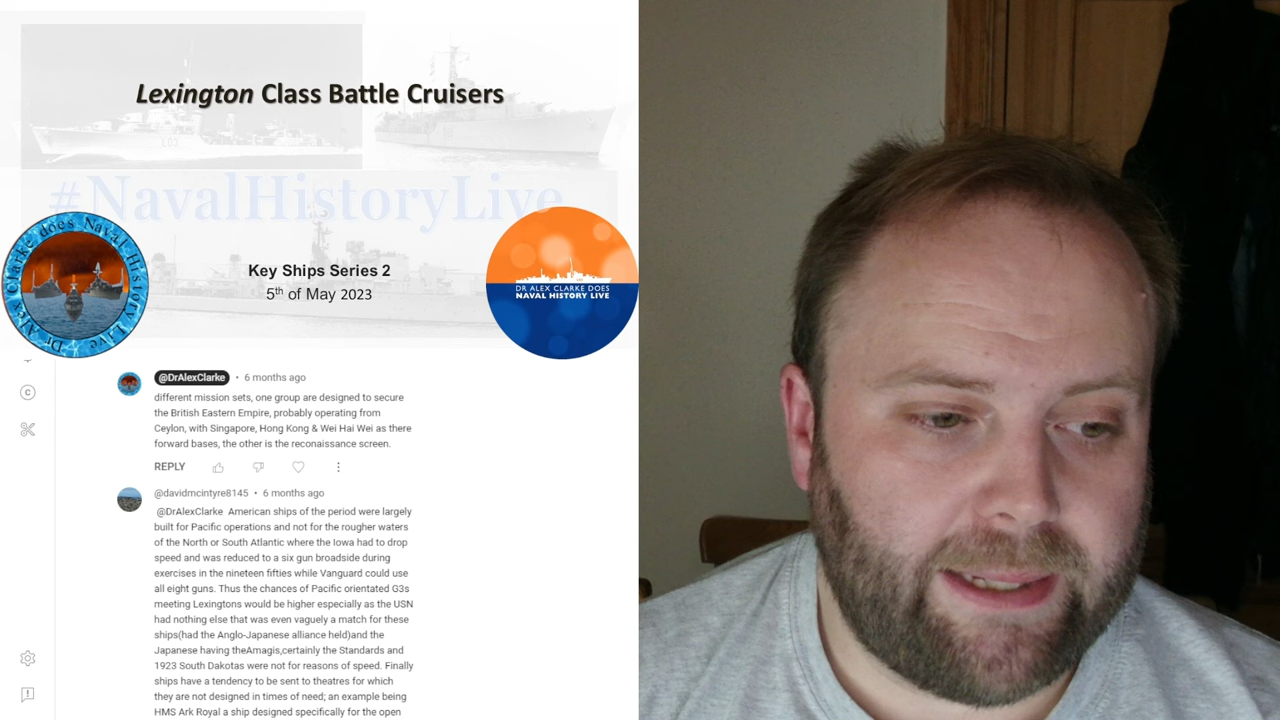 Lexington Class Battle Cruisers
L03
#NavalHistoryLive
Dr Alex Clarke does Naval History Live
Key Ships Series 2
5th of May 2023
DR ALEX CLARKE DOES
NAVAL HISTORY LIVE
@DrAlexClarke • 6 months ago
different mission sets, one group are designed to secure
the British Eastern Empire, probably operating from
Ceylon, with Singapore, Hong Kong & Wei Hai Wei as there
forward bases, the other is the reconaissance screen.
REPLY
@davidmcintyre8145 • 6 months ago
@DrAlexClarke American ships of the period were largely
built for Pacific operations and not for the rougher waters
of the North or South Atlantic where the Iowa had to drop
speed and was reduced to a six gun broadside during
exercises in the nineteen fifties while Vanguard could use
all eight guns. Thus the chances of Pacific orientated G3s
meeting Lexingtons would be higher especially as the USN
had nothing else that was even vaguely a match for these
ships(had the Anglo-Japanese alliance held)and the
Japanese having theAmagis,certainly the Standards and
1923 South Dakotas were not for reasons of speed. Finally
ships have a tendency to be sent to theatres for which
they are not designed in times of need; an example being
HMS Ark Royal a ship designed specifically for the open